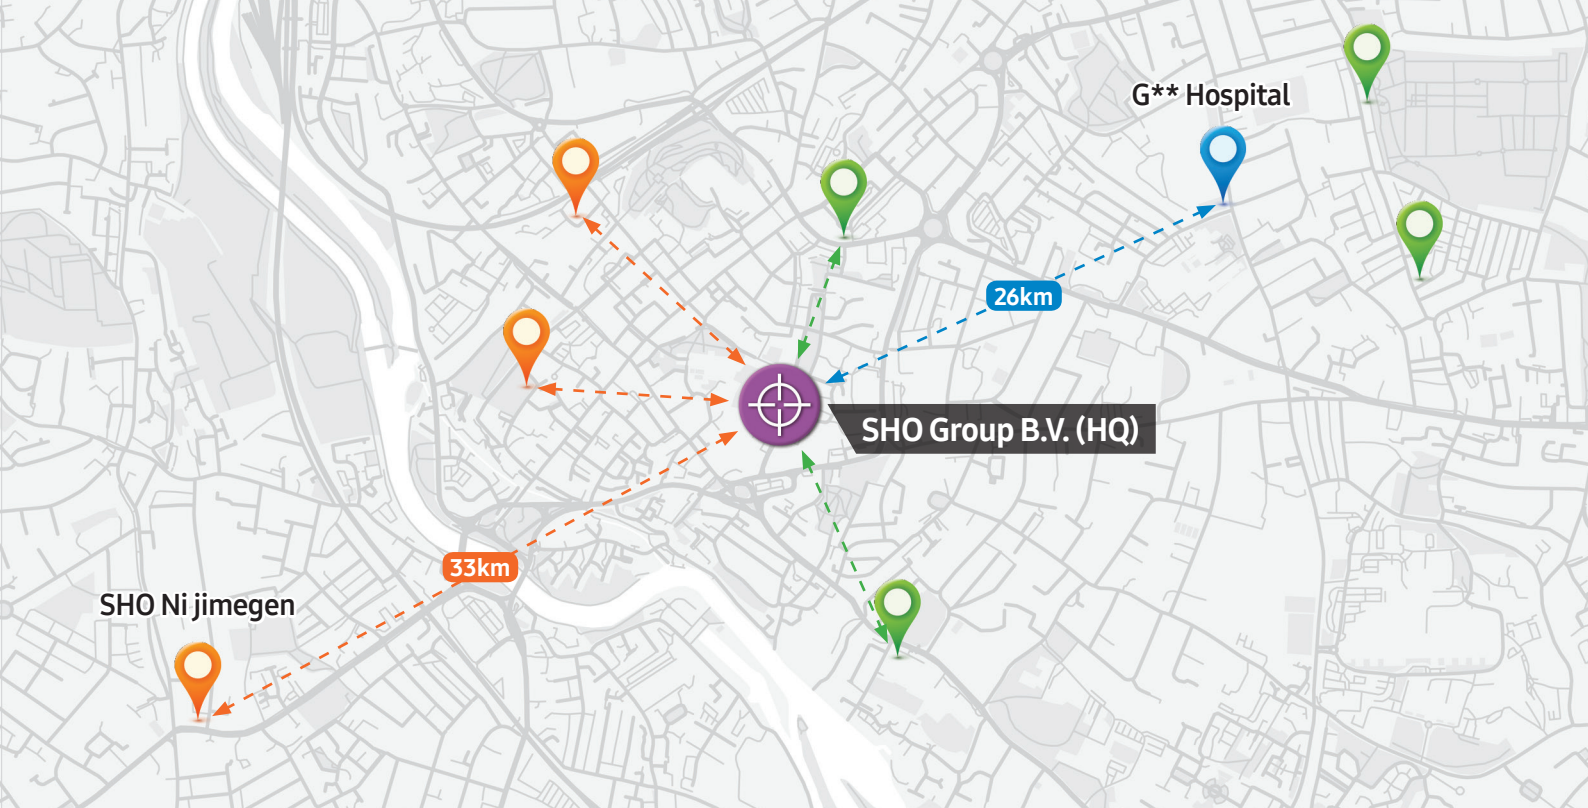 G** Hospital
26km
SHO Group B.V. (HQ)
33km
SHO Ni jimegen